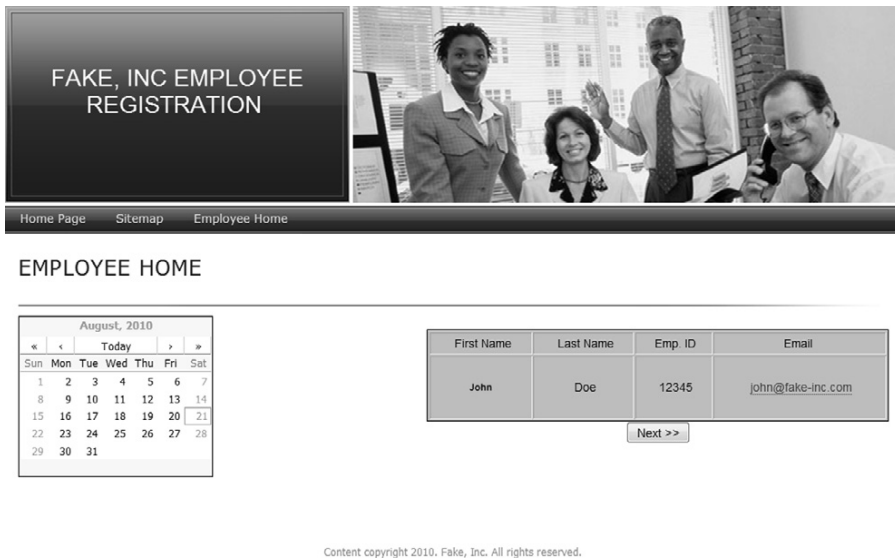 FAKE, INC EMPLOYEE
REGISTRATION
Home Page Sitemap Employee Home
EMPLOYEE HOME
August, 2010
« ‹ Today › »
Sun Mon Tue Wed Thu Fri Sat
1 2 3 4 5 6 7
8 9 10 11 12 13 14
15 16 17 18 19 20 21
22 23 24 25 26 27 28
29 30 31
First Name Last Name Emp. ID Email
John Doe 12345 john@fake-inc.com
Next >>
Content copyright 2010. Fake, Inc. All rights reserved.